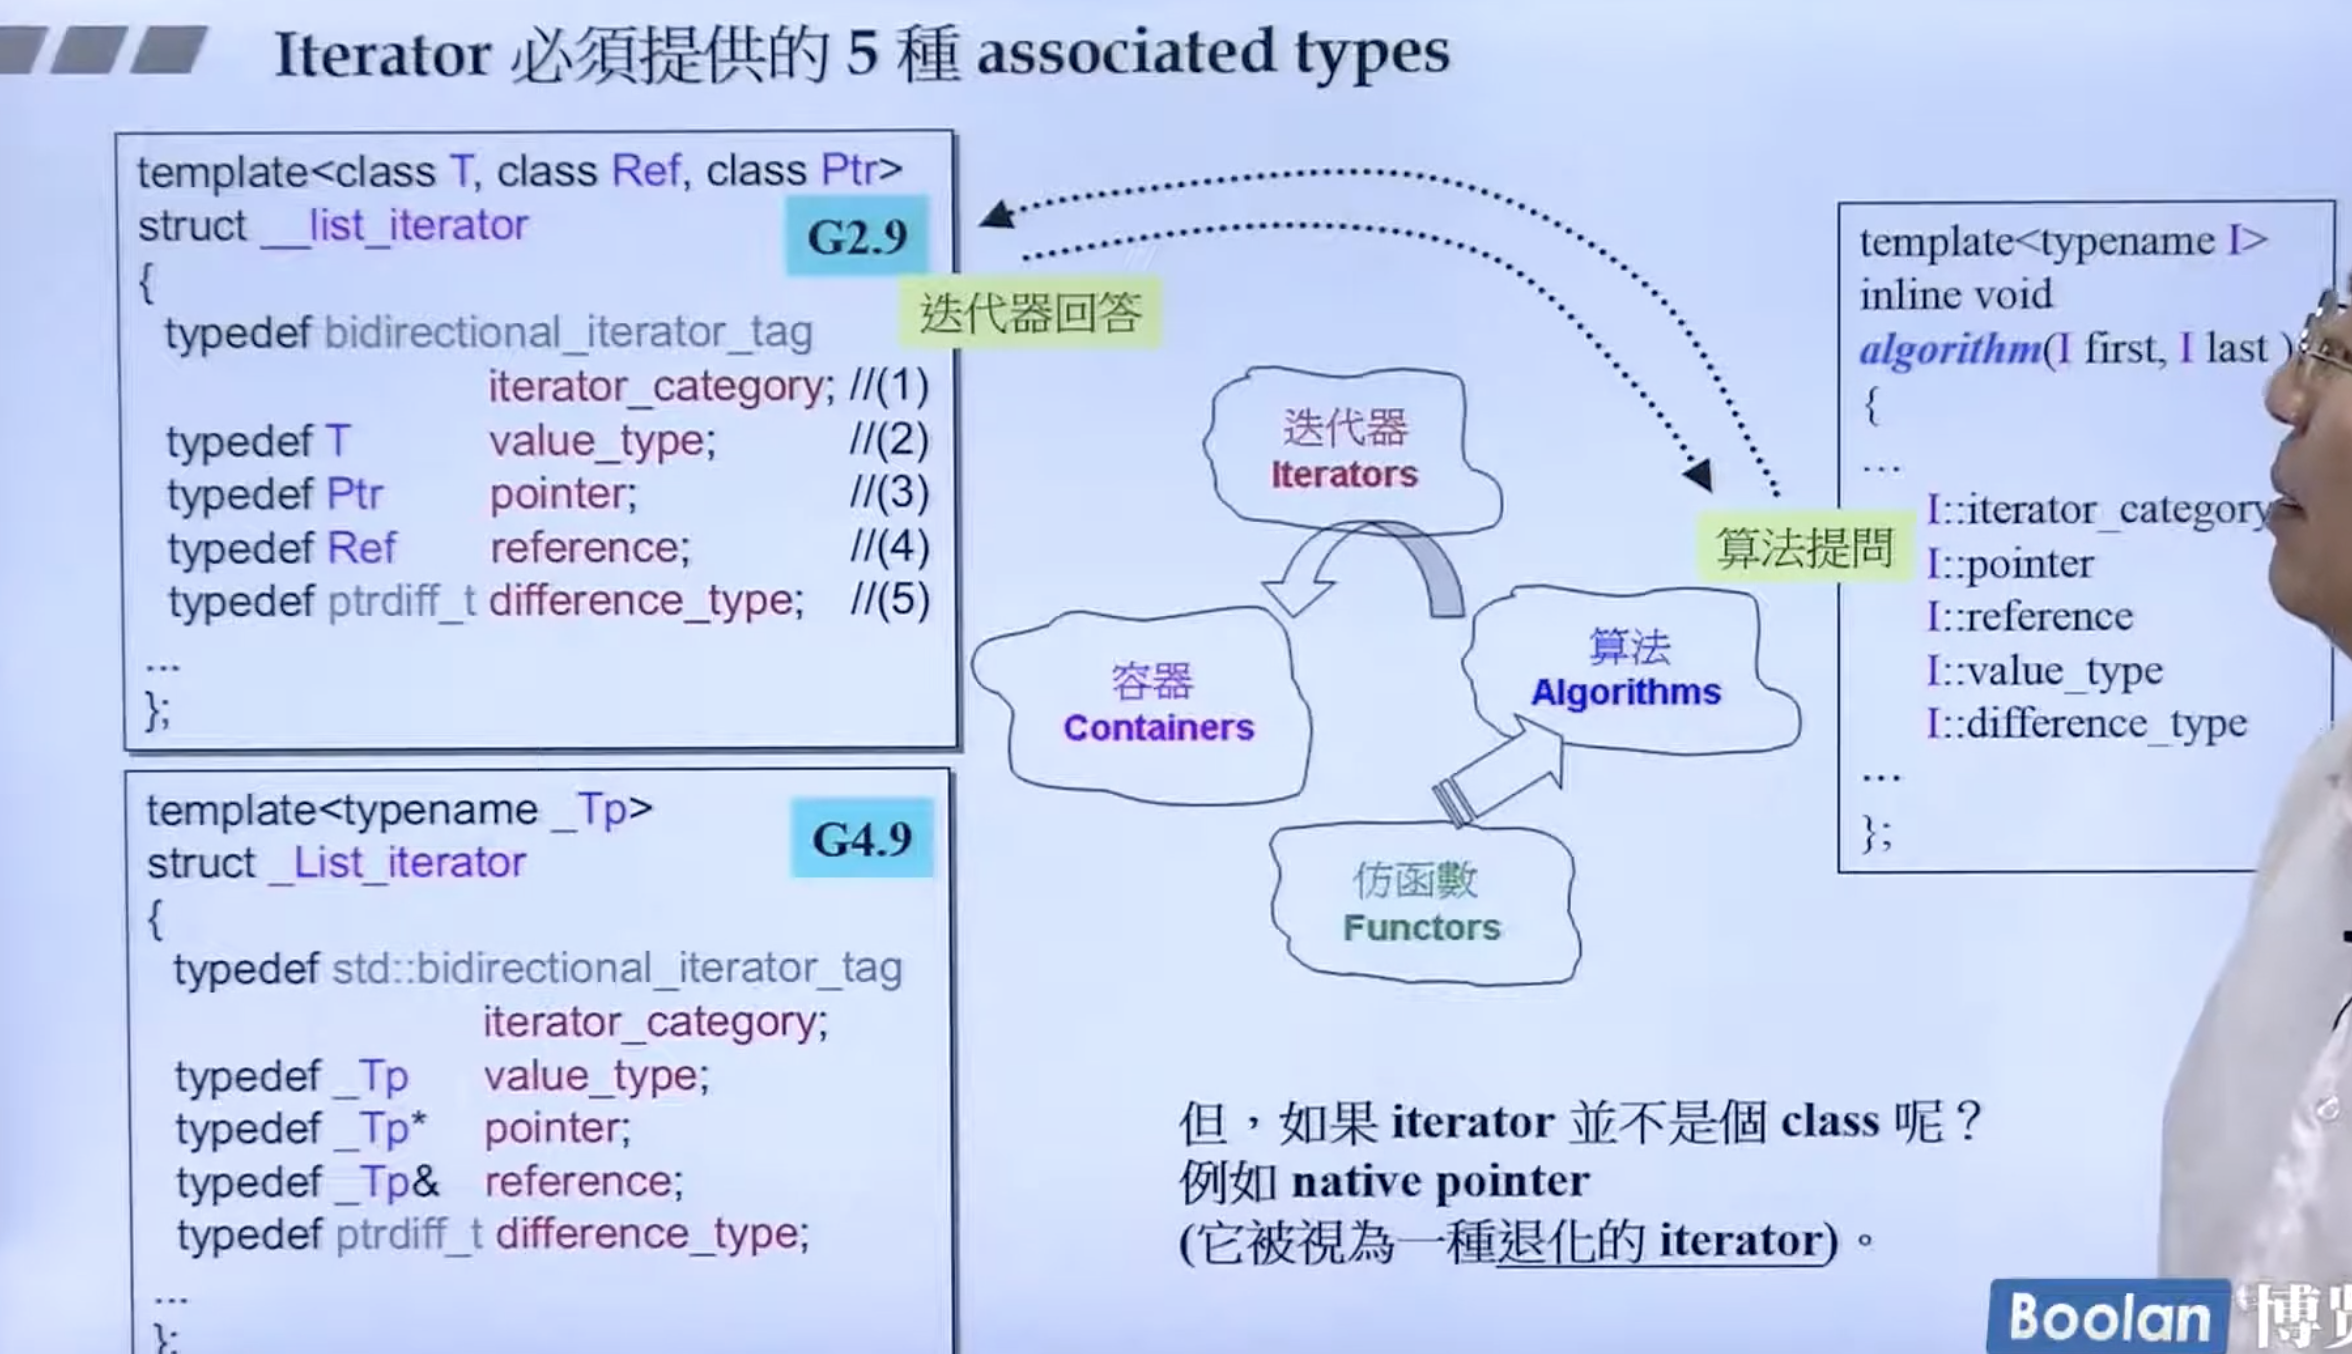 Iterator 必須提供的 5 種 associated types
template<class T, class Ref, class Ptr>
struct __list_iterator
G2.9
{
typedef bidirectional_iterator_tag
iterator_category; //(1)
typedef T value_type; //(2)
typedef Ptr pointer; //(3)
typedef Ref reference; //(4)
typedef ptrdiff_t difference_type; //(5)
...
};
template<typename _Tp>
struct _List_iterator
G4.9
{
typedef std::bidirectional_iterator_tag
iterator_category;
typedef _Tp value_type;
typedef _Tp* pointer;
typedef _Tp& reference;
typedef ptrdiff_t difference_type;
...
};
迭代器回答
迭代器
Iterators
容器
Containers
算法
Algorithms
仿函數
Functors
算法提問
template<typename I>
inline void
algorithm(I first, I last )
{
...
I::iterator_category
I::pointer
I::reference
I::value_type
I::difference_type
...
};
但，如果 iterator 並不是個 class 呢？
例如 native pointer
(它被視為一種退化的 iterator)。
Boolan 博